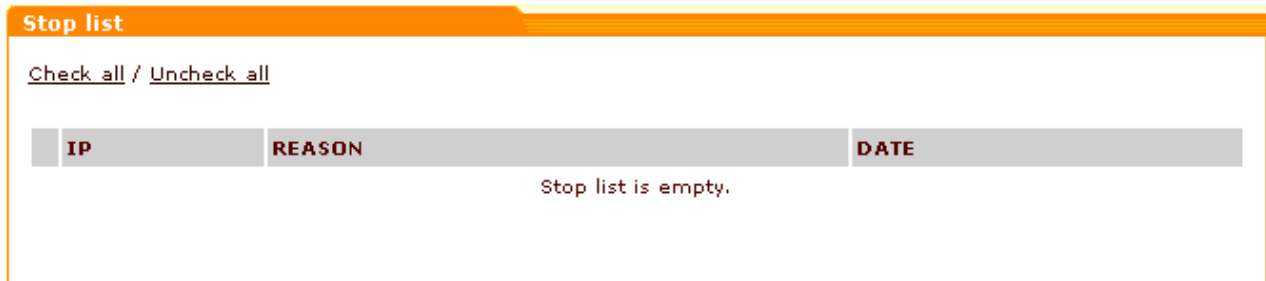 Stop list
Check all / Uncheck all
IP REASON DATE
Stop list is empty.